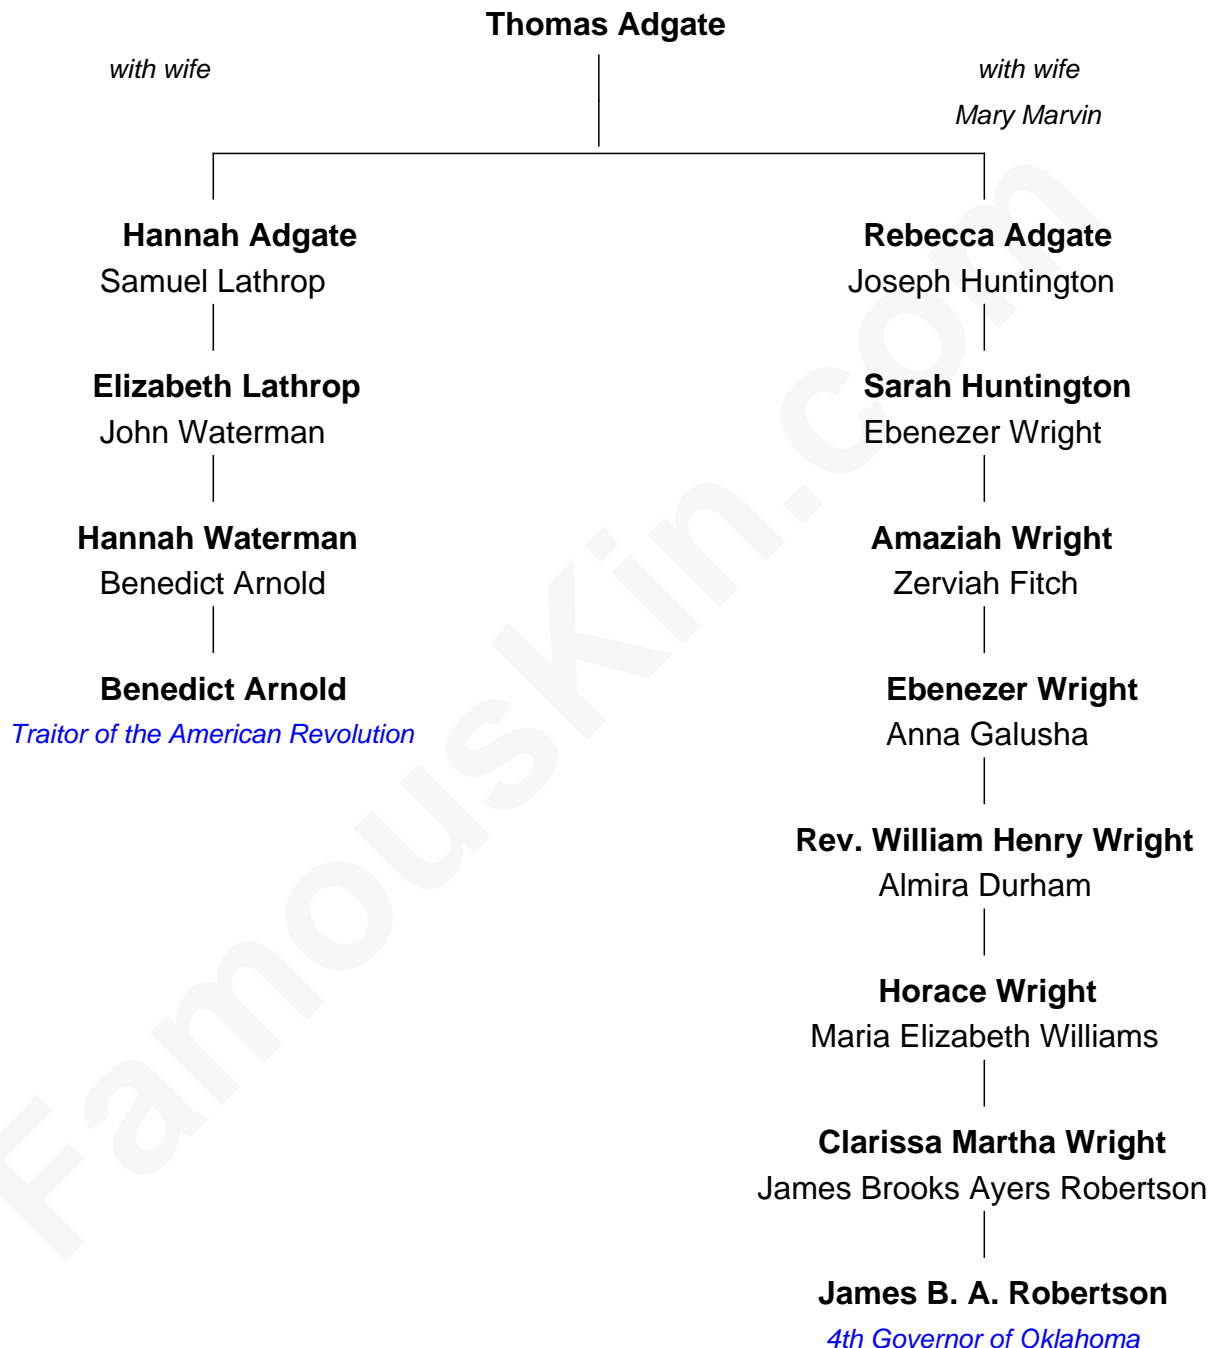 Thomas Adgate
with wife
with wife
Mary Marvin
Hannah Adgate
Samuel Lathrop
Elizabeth Lathrop
John Waterman
Hannah Waterman
Benedict Arnold
Benedict Arnold
Traitor of the American Revolution
Rebecca Adgate
Joseph Huntington
Sarah Huntington
Ebenezer Wright
Amaziah Wright
Zerviah Fitch
Ebenezer Wright
Anna Galusha
Rev. William Henry Wright
Almira Durham
Horace Wright
Maria Elizabeth Williams
Clarissa Martha Wright
James Brooks Ayers Robertson
James B. A. Robertson
4th Governor of Oklahoma
FamousKin.com